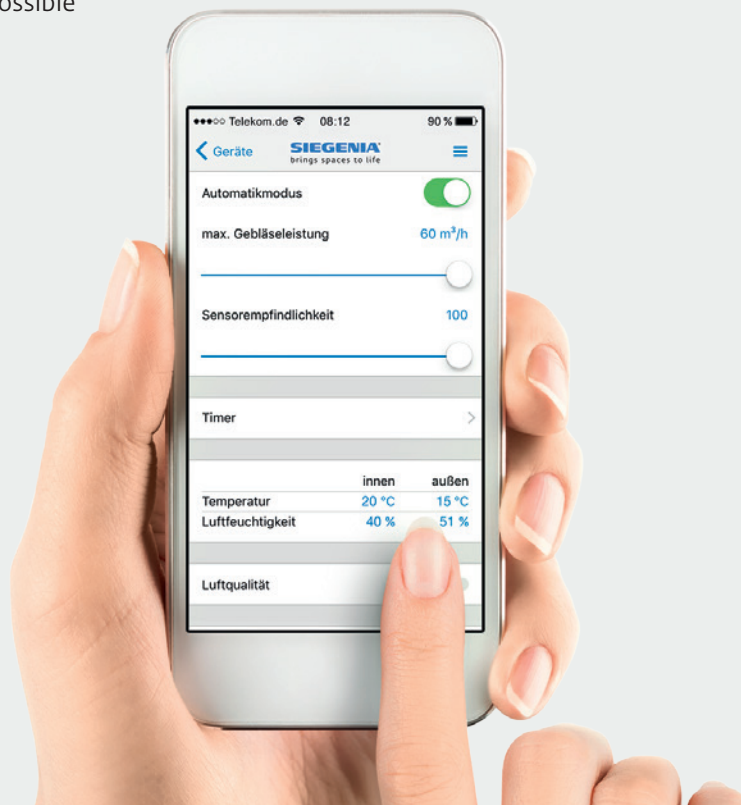 Telekom.de 08:12 90 %
Geräte SIEGENIA
brings spaces to life
Automatikmodus
max. Gebläseleistung 60 m³/h
Sensorempfindlichkeit 100
Timer
innen außen
Temperatur 20 °C 15 °C
Luftfeuchtigkeit 40 % 51 %
Luftqualität